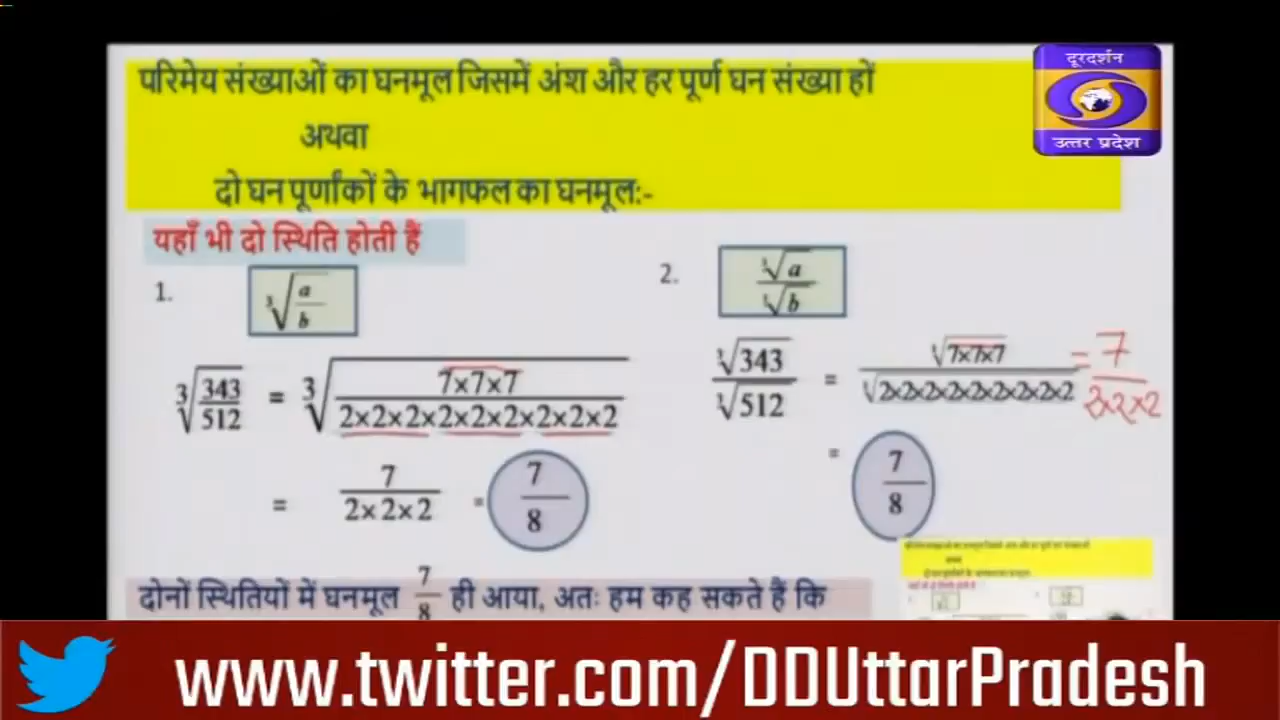 परिमेय संख्याओं का घनमूल जिसमें अंश और हर पूर्ण घन संख्या हों
अथवा
दो घन पूर्णांकों के भागफल का घनमूल:-
दूरदर्शन
उत्तर प्रदेश
यहाँ भी दो स्थिति होती हैं
1. ∛(a/b)
∛(343/512) = ∛((7×7×7)/(2×2×2×2×2×2×2×2×2))
= 7/(2×2×2) = 7/8
2. ∛a/∛b
∛343/∛512 = ∛(7×7×7)/∛(2×2×2×2×2×2×2×2×2) = 7/(2×2×2)
= 7/8
दोनों स्थितियों में घनमूल 7/8 ही आया, अतः हम कह सकते हैं कि
www.twitter.com/DDUttarPradesh